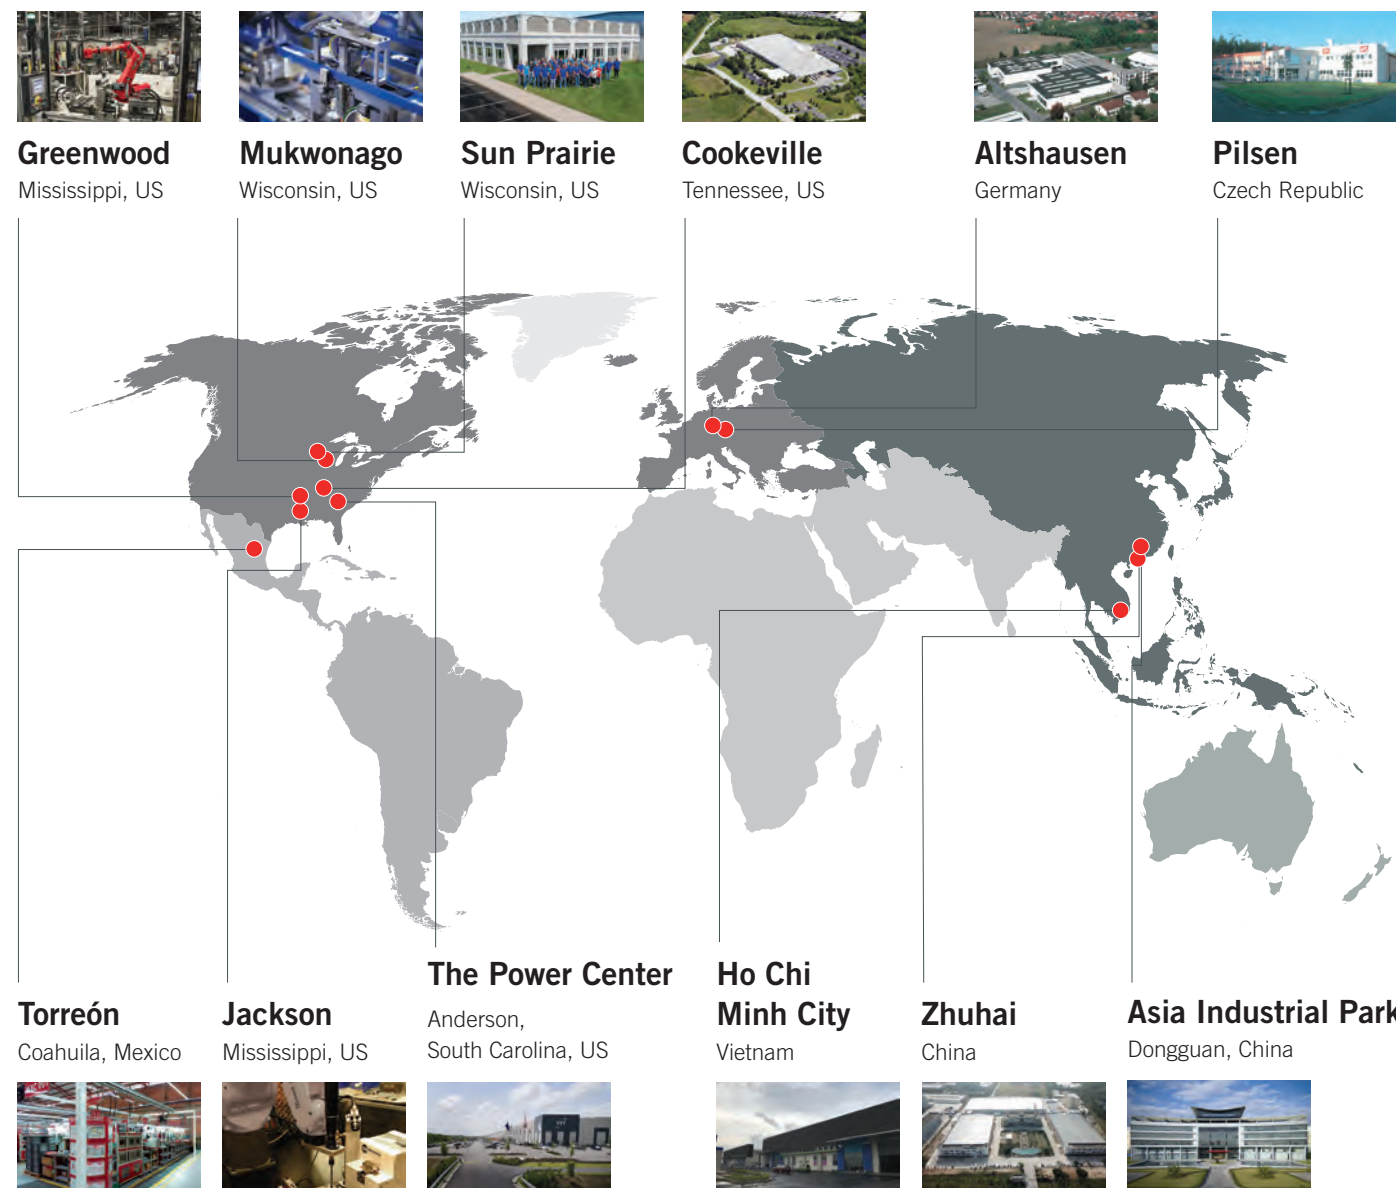 Greenwood
Mississippi, US
Mukwonago
Wisconsin, US
Sun Prairie
Wisconsin, US
Cookeville
Tennessee, US
Altshausen
Germany
Pilsen
Czech Republic
Torreón
Coahuila, Mexico
Jackson
Mississippi, US
The Power Center
Anderson,
South Carolina, US
Ho Chi
Minh City
Vietnam
Zhuhai
China
Asia Industrial Park
Dongguan, China